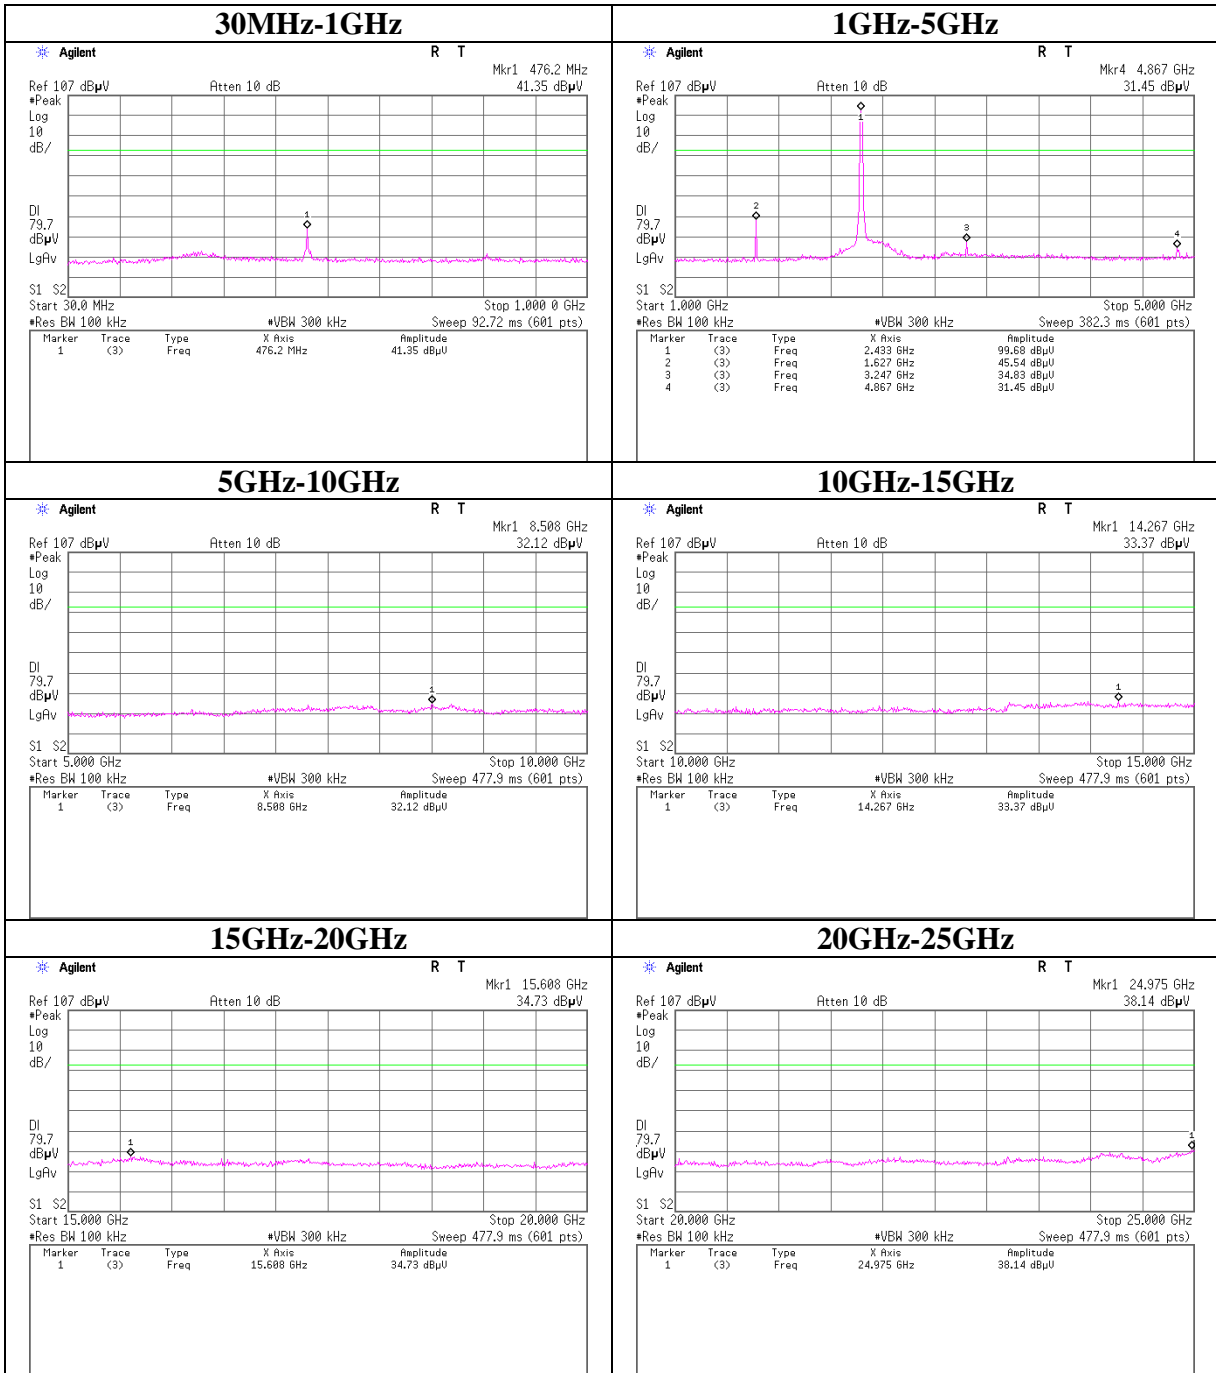 30MHz-1GHz
Agilent R T
Mkr1 476.2 MHz
Ref 107 dBµV Atten 10 dB 41.35 dBµV
#Peak
Log
10
dB/
1
DI
79.7
dBµV
LgAv
S1 S2
Start 30.0 MHz Stop 1.000 0 GHz
#Res BW 100 kHz #VBW 300 kHz Sweep 92.72 ms (601 pts)
Marker Trace Type X Axis Amplitude
1 (3) Freq 476.2 MHz 41.35 dBµV
1GHz-5GHz
Agilent R T
Mkr4 4.867 GHz
Ref 107 dBµV Atten 10 dB 31.45 dBµV
#Peak
Log
10
dB/
1
2
3
4
DI
79.7
dBµV
LgAv
S1 S2
Start 1.000 GHz Stop 5.000 GHz
#Res BW 100 kHz #VBW 300 kHz Sweep 382.3 ms (601 pts)
Marker Trace Type X Axis Amplitude
1 (3) Freq 2.433 GHz 99.68 dBµV
2 (3) Freq 1.627 GHz 45.54 dBµV
3 (3) Freq 3.247 GHz 34.83 dBµV
4 (3) Freq 4.867 GHz 31.45 dBµV
5GHz-10GHz
Agilent R T
Mkr1 8.508 GHz
Ref 107 dBµV Atten 10 dB 32.12 dBµV
#Peak
Log
10
dB/
DI
79.7
dBµV
1
LgAv
S1 S2
Start 5.000 GHz Stop 10.000 GHz
#Res BW 100 kHz #VBW 300 kHz Sweep 477.9 ms (601 pts)
Marker Trace Type X Axis Amplitude
1 (3) Freq 8.508 GHz 32.12 dBµV
10GHz-15GHz
Agilent R T
Mkr1 14.267 GHz
Ref 107 dBµV Atten 10 dB 33.37 dBµV
#Peak
Log
10
dB/
DI
79.7
dBµV
1
LgAv
S1 S2
Start 10.000 GHz Stop 15.000 GHz
#Res BW 100 kHz #VBW 300 kHz Sweep 477.9 ms (601 pts)
Marker Trace Type X Axis Amplitude
1 (3) Freq 14.267 GHz 33.37 dBµV
15GHz-20GHz
Agilent R T
Mkr1 15.608 GHz
Ref 107 dBµV Atten 10 dB 34.73 dBµV
#Peak
Log
10
dB/
DI
79.7
1
dBµV
LgAv
S1 S2
Start 15.000 GHz Stop 20.000 GHz
#Res BW 100 kHz #VBW 300 kHz Sweep 477.9 ms (601 pts)
Marker Trace Type X Axis Amplitude
1 (3) Freq 15.608 GHz 34.73 dBµV
20GHz-25GHz
Agilent R T
Mkr1 24.975 GHz
Ref 107 dBµV Atten 10 dB 38.14 dBµV
#Peak
Log
10
dB/
DI
79.7
1
dBµV
LgAv
S1 S2
Start 20.000 GHz Stop 25.000 GHz
#Res BW 100 kHz #VBW 300 kHz Sweep 477.9 ms (601 pts)
Marker Trace Type X Axis Amplitude
1 (3) Freq 24.975 GHz 38.14 dBµV